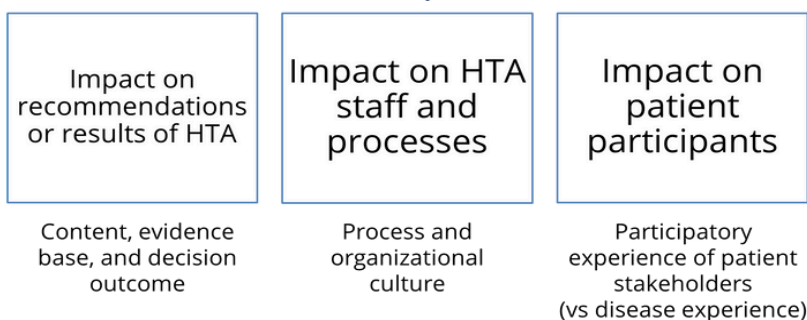 Impact on
recommendations
or results of HTA
Impact on HTA
staff and
processes
Impact on
patient
participants
Content, evidence
base, and decision
outcome
Process and
organizational
culture
Participatory
experience of patient
stakeholders
(vs disease experience)